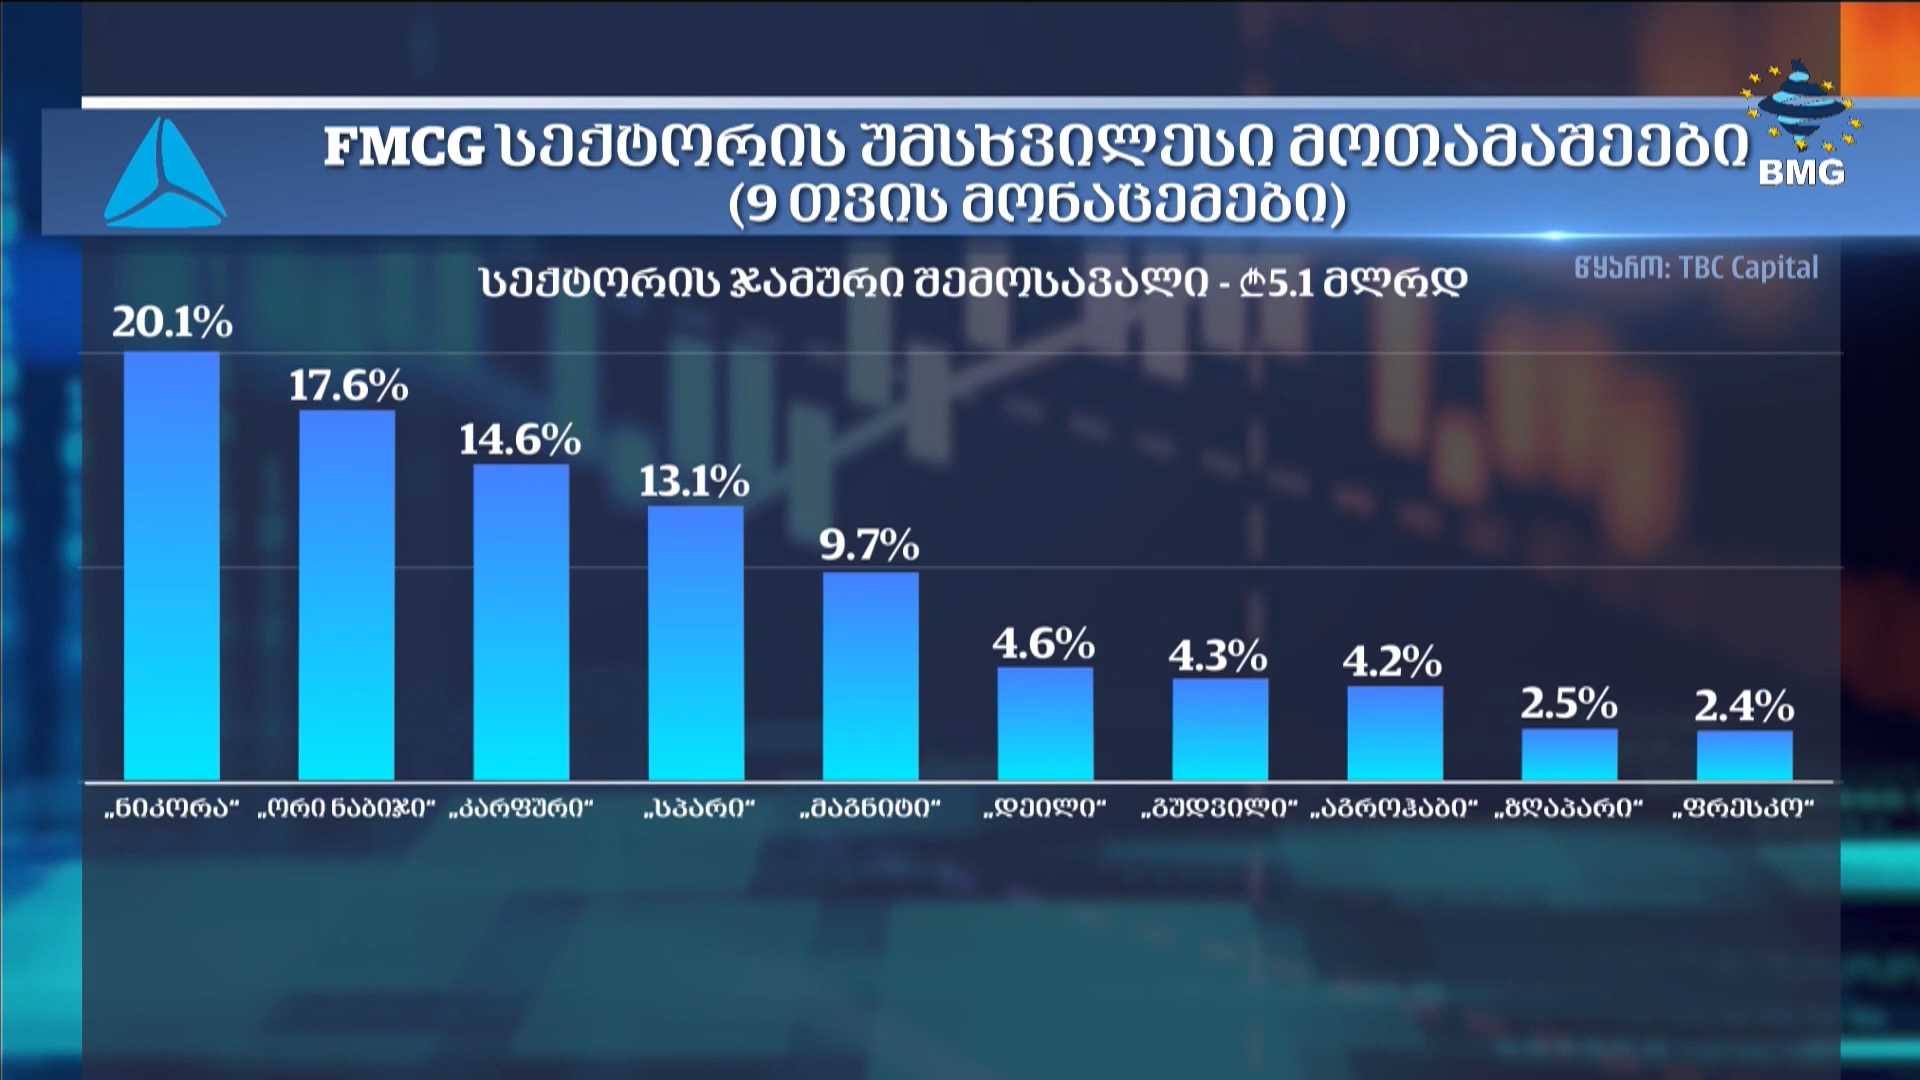 FMCG სექტორის უმსხვილესი მოთამაშეები
(9 თვის მონაცემები)
BMG
სექტორის ჯამური შემოსავალი - ₾5.1 მლრდ
წყარო: TBC Capital
20.1%
17.6%
14.6%
13.1%
9.7%
4.6%
4.3%
4.2%
2.5%
2.4%
„ნიკორა“ „ორი ნაბიჯი“ „კარფური“ „სპარი“ „მაგნიტი“ „დეილი“ „გუდვილი“ „აგროჰაბი“ „ზღაპარი“ „ფრესკო“